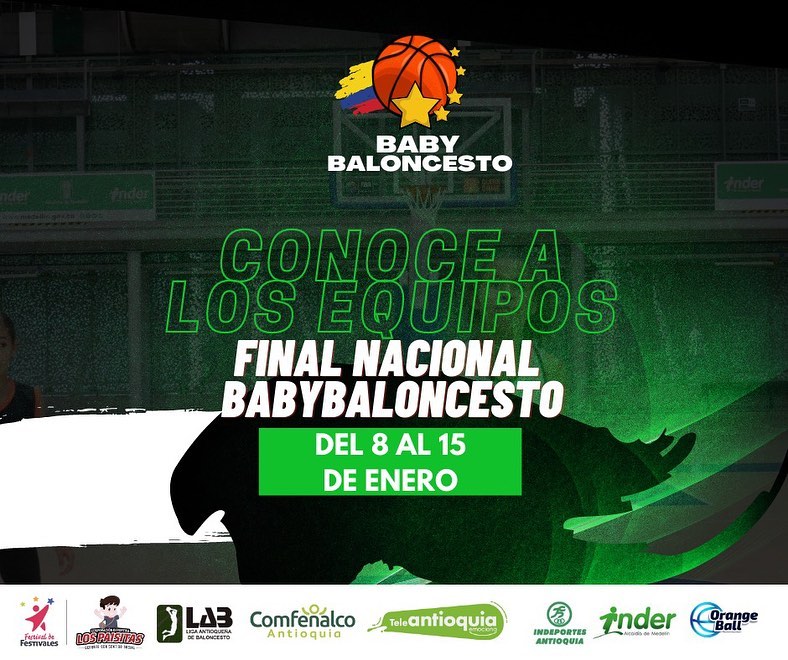 BABY
BALONCESTO
inder
inder
CONOCE A
LOS EQUIPOS
FINAL NACIONAL
BABYBALONCESTO
DEL 8 AL 15
DE ENERO
Festival de
FESTIVALES
LOS PAISITAS
LAB
LIGA ANTIOQUEÑA
DE BALONCESTO
Comfenalco
Antioquia
Teleantioquia
emociona
INDEPORTES
ANTIOQUIA
inder
Alcaldía de Medellín
Orange
Ball